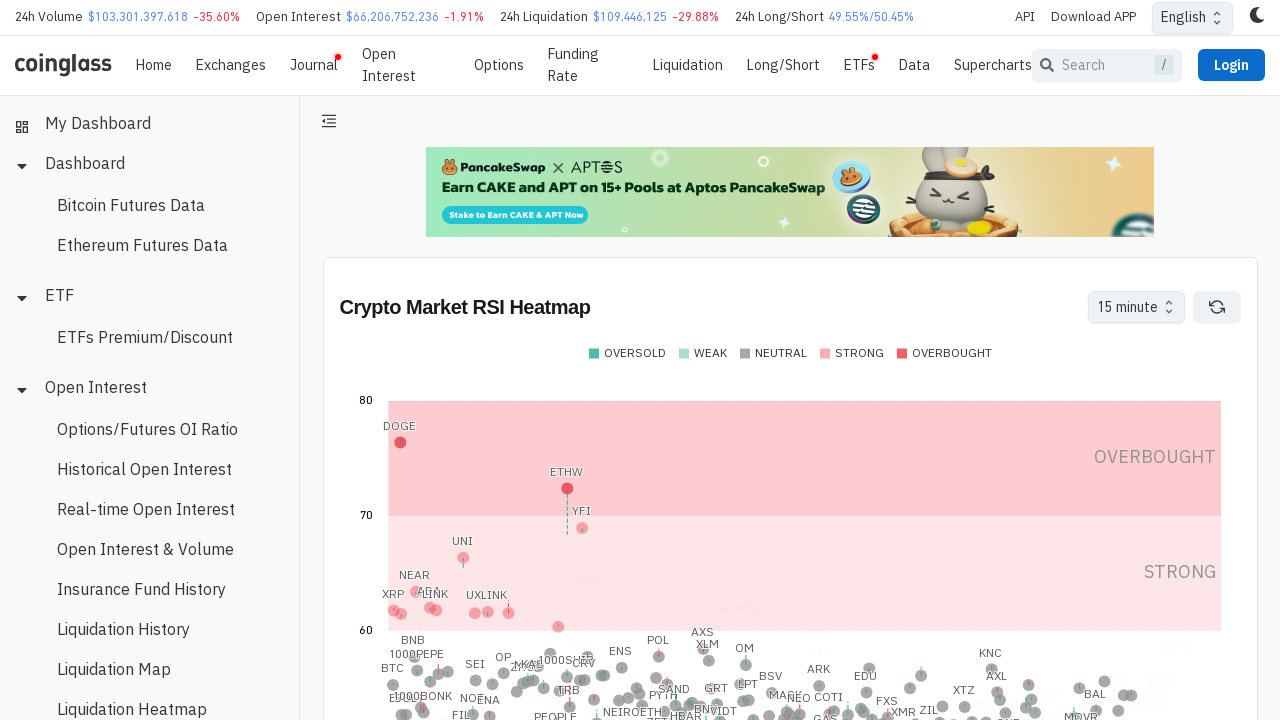 24h Volume $103,301,397,618 -35.60% Open Interest $66,206,752,236 -1.91% 24h Liquidation $109,446,125 -29.88% 24h Long/Short 49.55%/50.45% API Download APP English
coinglass Home Exchanges Journal Open Interest Options Funding Rate Liquidation Long/Short ETFs Data Supercharts Search / Login
My Dashboard
Dashboard
Bitcoin Futures Data
Ethereum Futures Data
ETF
ETFs Premium/Discount
Open Interest
Options/Futures OI Ratio
Historical Open Interest
Real-time Open Interest
Open Interest & Volume
Insurance Fund History
Liquidation History
Liquidation Map
Liquidation Heatmap
PancakeSwap × APTOS
Earn CAKE and APT on 15+ Pools at Aptos PancakeSwap
Stake to Earn CAKE & APT Now
Crypto Market RSI Heatmap 15 minute
OVERSOLD WEAK NEUTRAL STRONG OVERBOUGHT
80
DOGE
OVERBOUGHT
ETHW
70 YFI
UNI
STRONG
NEAR
XRP ADA LINK UXLINK
60
AXS
BNB POL XLM
1000PEPE ENS OM KNC
BTC SEI OP 1000SHIB CRV ARK EDU AXL
1000BONK NOT ENA TRB PYTH SAND GRT LPT BSV MAGIC NEO COTI FXS XTZ BAL
FIL PEOPLE NEIROETH HBAR ENV IDT GAS XMR ZIL MOVR